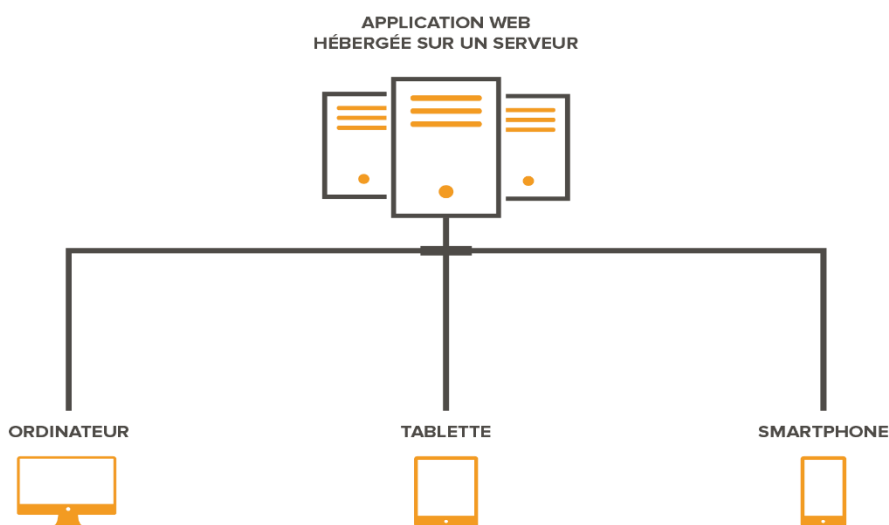 APPLICATION WEB
HÉBERGÉE SUR UN SERVEUR
ORDINATEUR
TABLETTE
SMARTPHONE